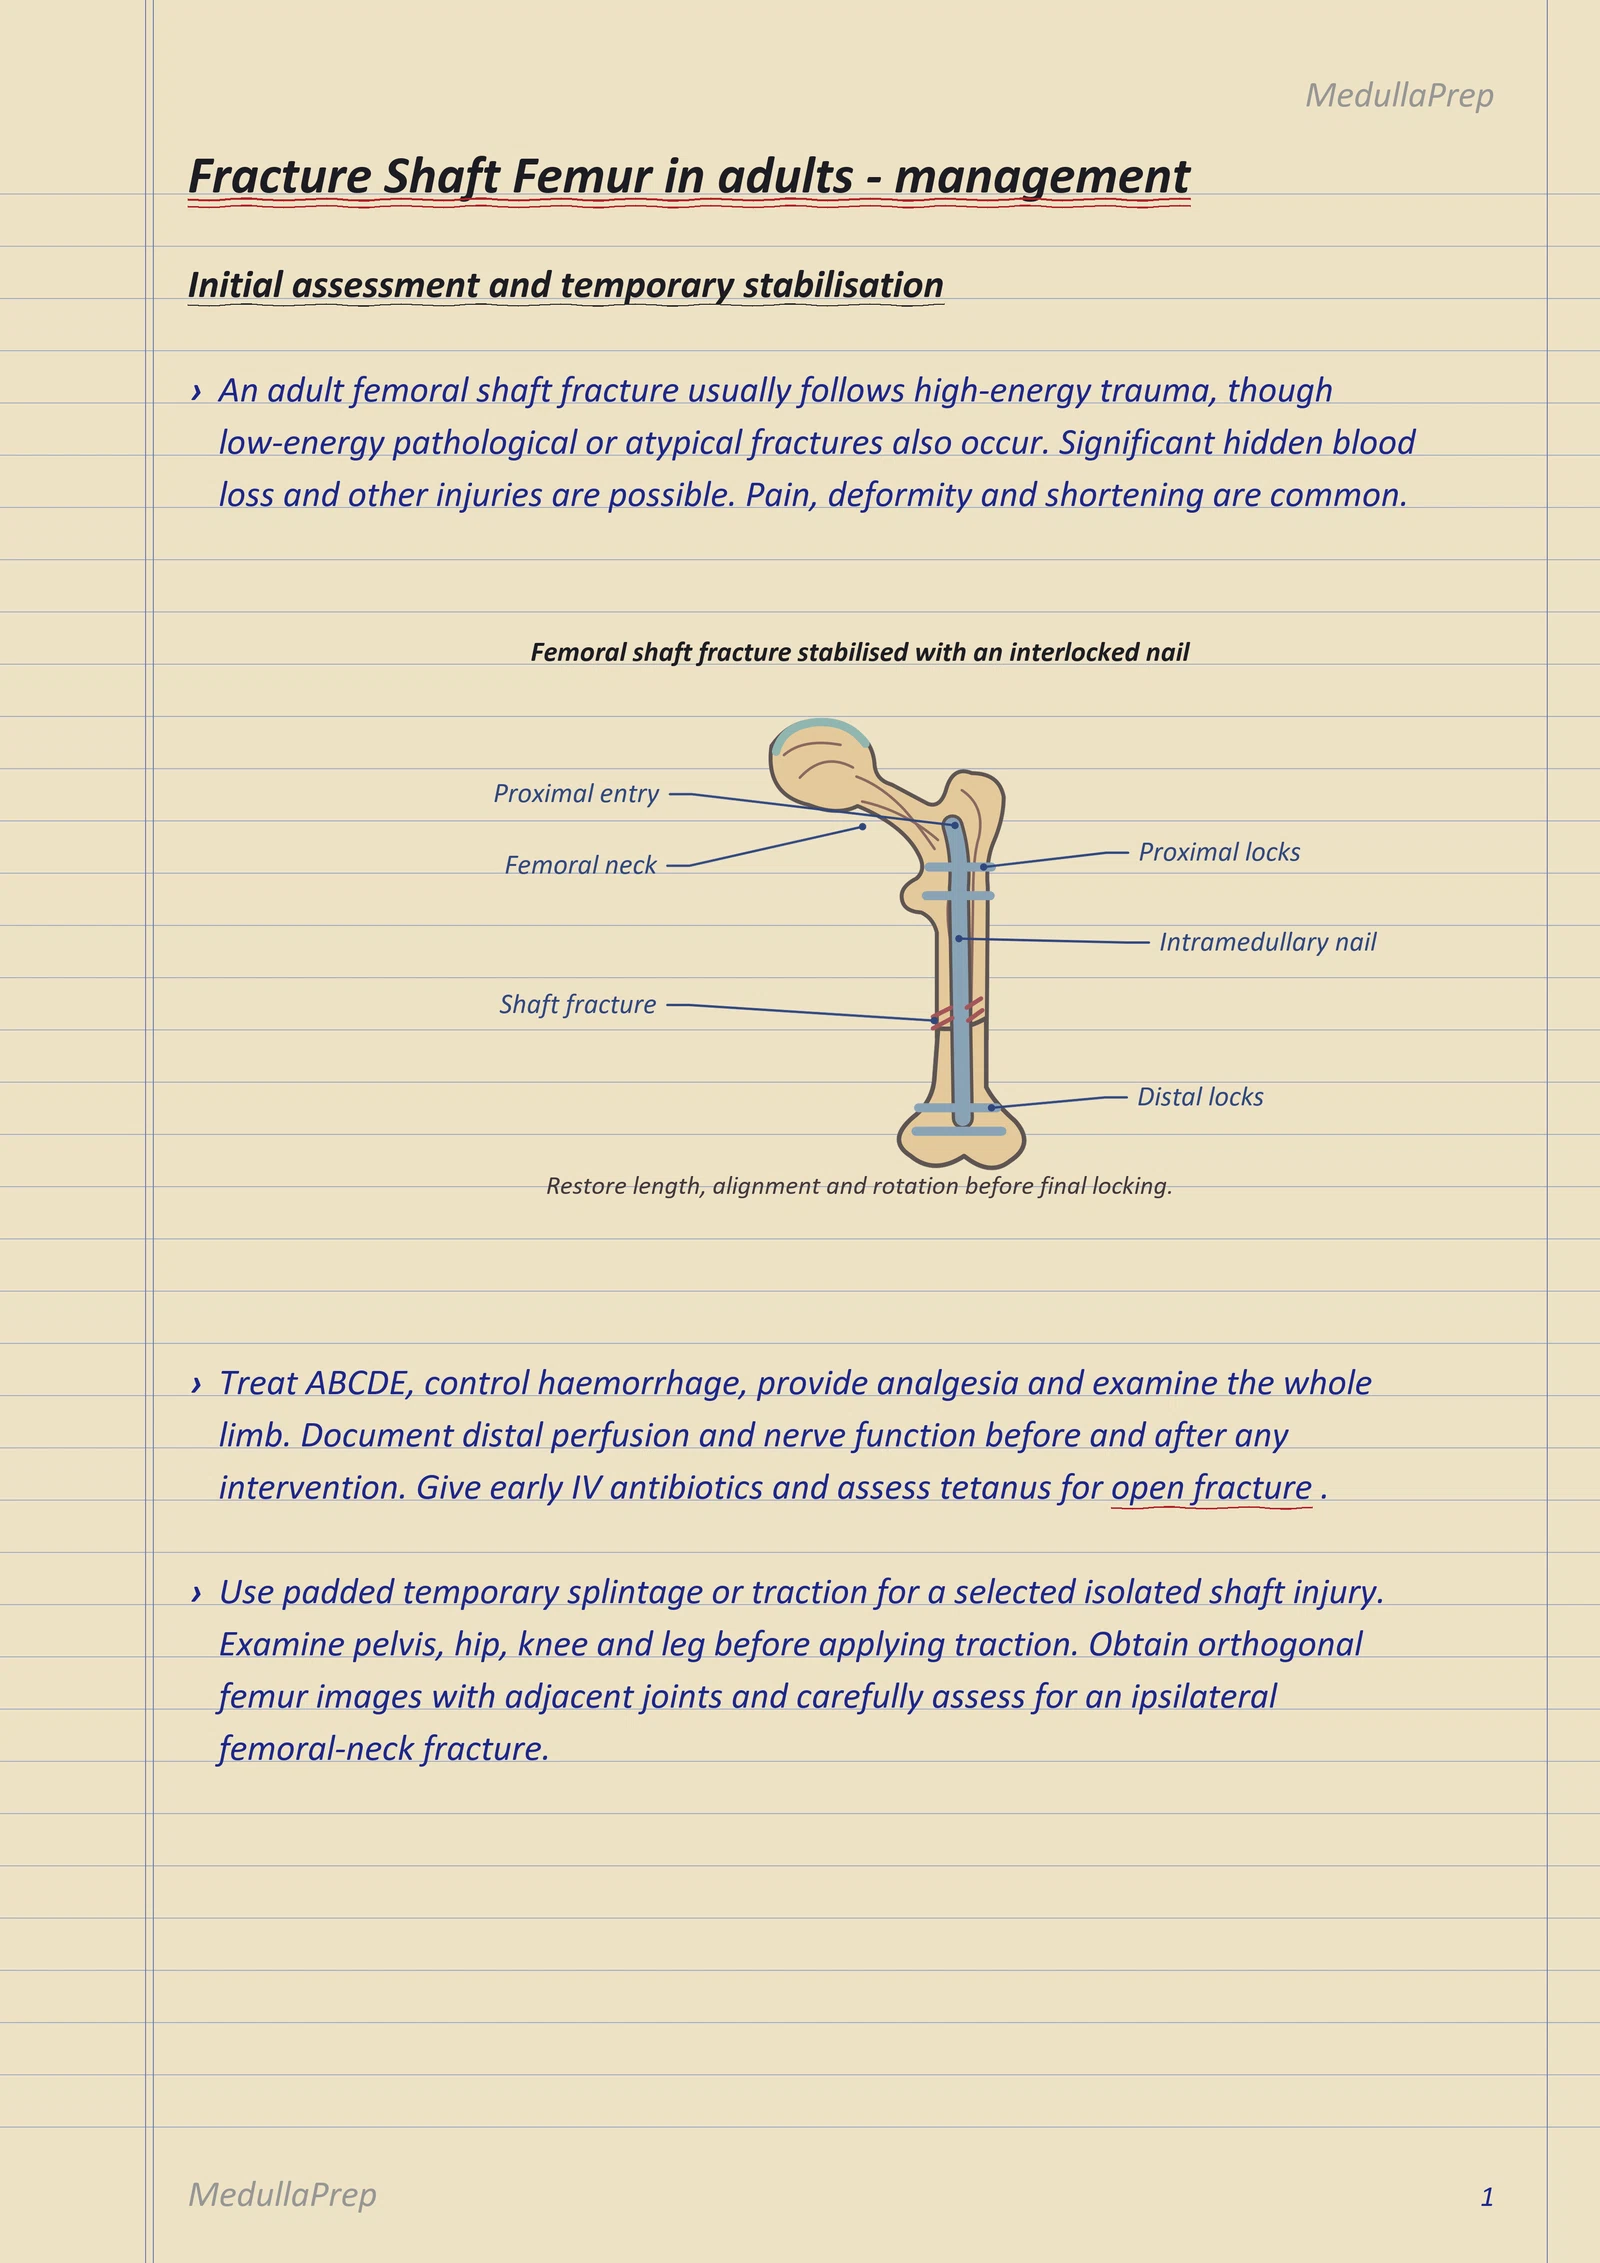 MedullaPrep
Fracture Shaft Femur in adults - management
Initial assessment and temporary stabilisation
› An adult femoral shaft fracture usually follows high-energy trauma, though
low-energy pathological or atypical fractures also occur. Significant hidden blood
loss and other injuries are possible. Pain, deformity and shortening are common.
Femoral shaft fracture stabilised with an interlocked nail
Proximal entry
Femoral neck
Proximal locks
Intramedullary nail
Shaft fracture
Distal locks
Restore length, alignment and rotation before final locking.
› Treat ABCDE, control haemorrhage, provide analgesia and examine the whole
limb. Document distal perfusion and nerve function before and after any
intervention. Give early IV antibiotics and assess tetanus for open fracture .
› Use padded temporary splintage or traction for a selected isolated shaft injury.
Examine pelvis, hip, knee and leg before applying traction. Obtain orthogonal
femur images with adjacent joints and carefully assess for an ipsilateral
femoral-neck fracture.
MedullaPrep
1